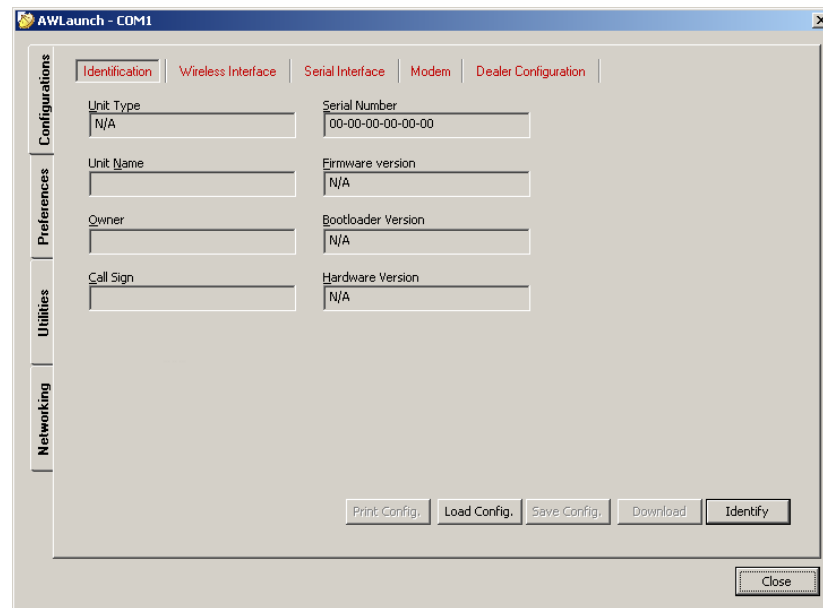 AWLaunch - COM1
Configurations
Preferences
Utilities
Networking
Identification Wireless Interface Serial Interface Modem Dealer Configuration
Unit Type Serial Number
N/A 00-00-00-00-00-00
Unit Name Firmware version
N/A
Owner Bootloader Version
N/A
Call Sign Hardware Version
N/A
Print Config. Load Config. Save Config. Download Identify
Close